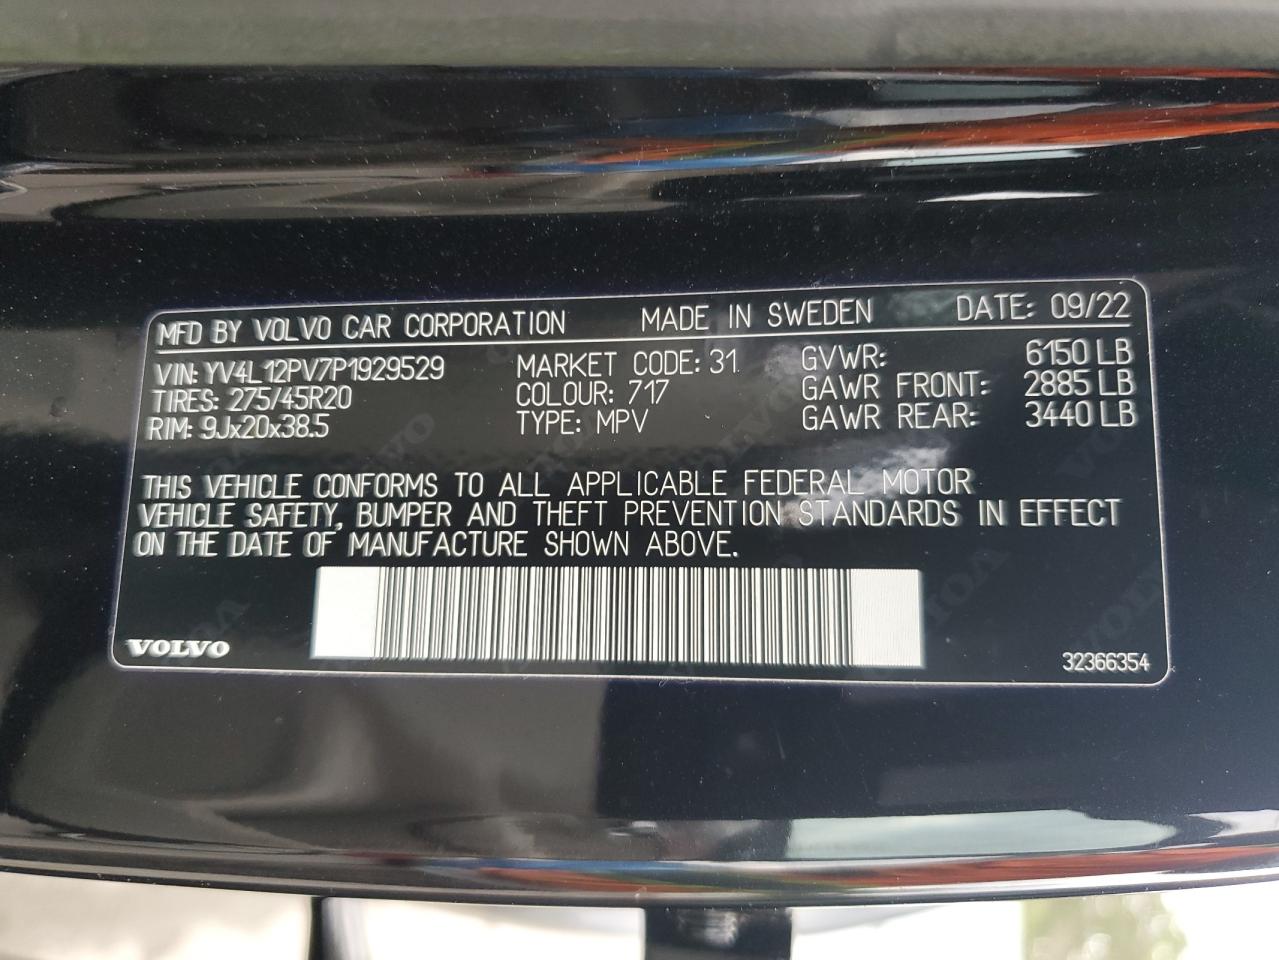 MFD BY VOLVO CAR CORPORATION MADE IN SWEDEN DATE: 09/22
VIN: YV4L12PV7P1929529 MARKET CODE: 31 GVWR: 6150 LB
TIRES: 275/45R20 COLOUR: 717 GAWR FRONT: 2885 LB
RIM: 9Jx20x38.5 TYPE: MPV GAWR REAR: 3440 LB
THIS VEHICLE CONFORMS TO ALL APPLICABLE FEDERAL MOTOR
VEHICLE SAFETY, BUMPER AND THEFT PREVENTION STANDARDS IN EFFECT
ON THE DATE OF MANUFACTURE SHOWN ABOVE.
VOLVO 32366354